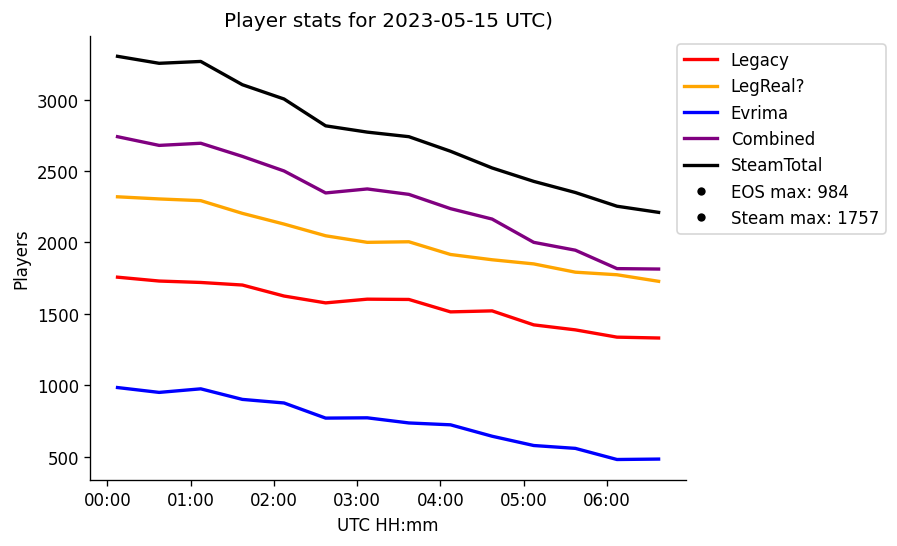 Player stats for 2023-05-15 UTC)
Legacy
LegReal?
Evrima
Combined
SteamTotal
EOS max: 984
Steam max: 1757
Players
3000
2500
2000
1500
1000
500
00:00 01:00 02:00 03:00 04:00 05:00 06:00
UTC HH:mm